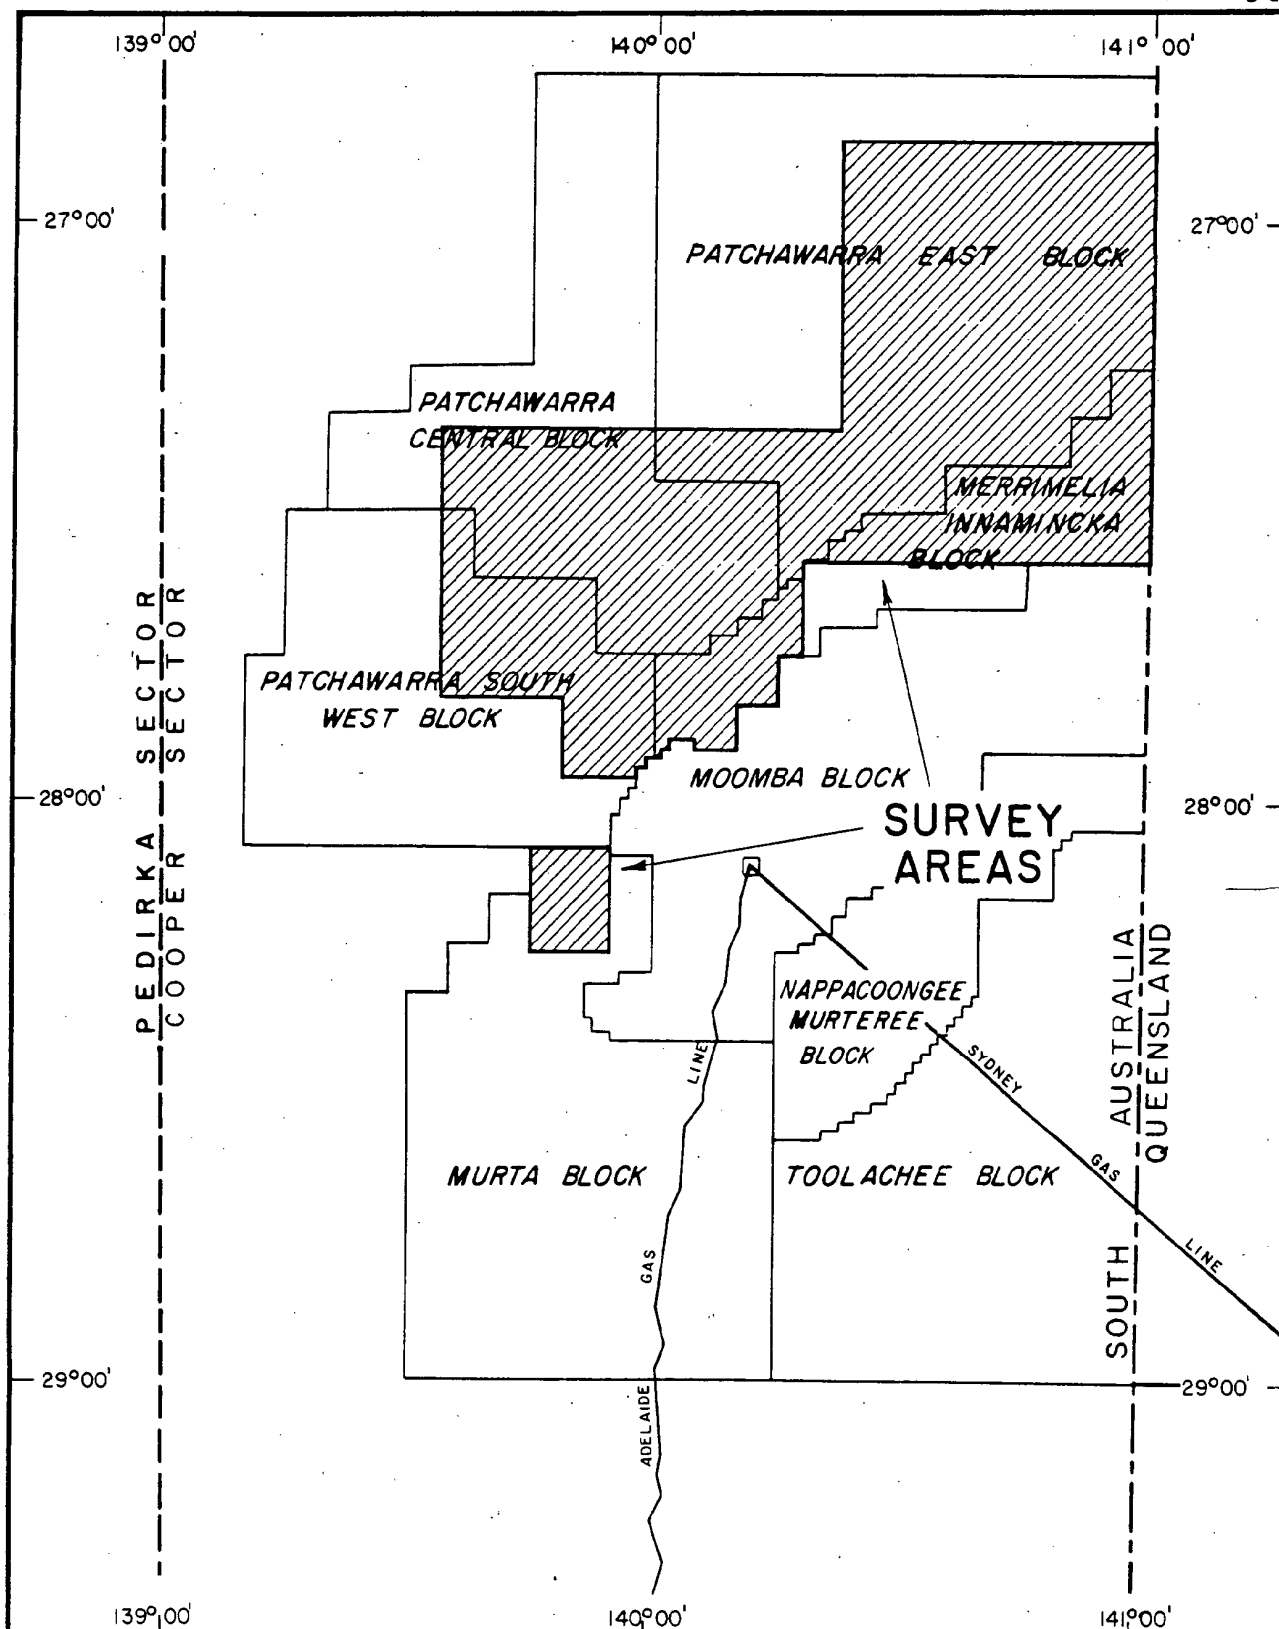 139°00'
140°00'
141°00'
27°00'
27°00'
PATCHAWARRA EAST BLOCK
PATCHAWARRA
CENTRAL BLOCK
MERRIMELIA
INNAMINCKA
BLOCK
PEDIRKA SECTOR
COOPER SECTOR
PATCHAWARRA SOUTH
WEST BLOCK
MOOMBA BLOCK
28°00'
28°00'
SURVEY
AREAS
NAPPACOONGEE
MURTEREE
BLOCK
SOUTH AUSTRALIA
QUEENSLAND
ADELAIDE GAS LINE
SYDNEY GAS LINE
MURTA BLOCK
TOOLACHEE BLOCK
29°00'
29°00'
139°00'
140°00'
141°00'